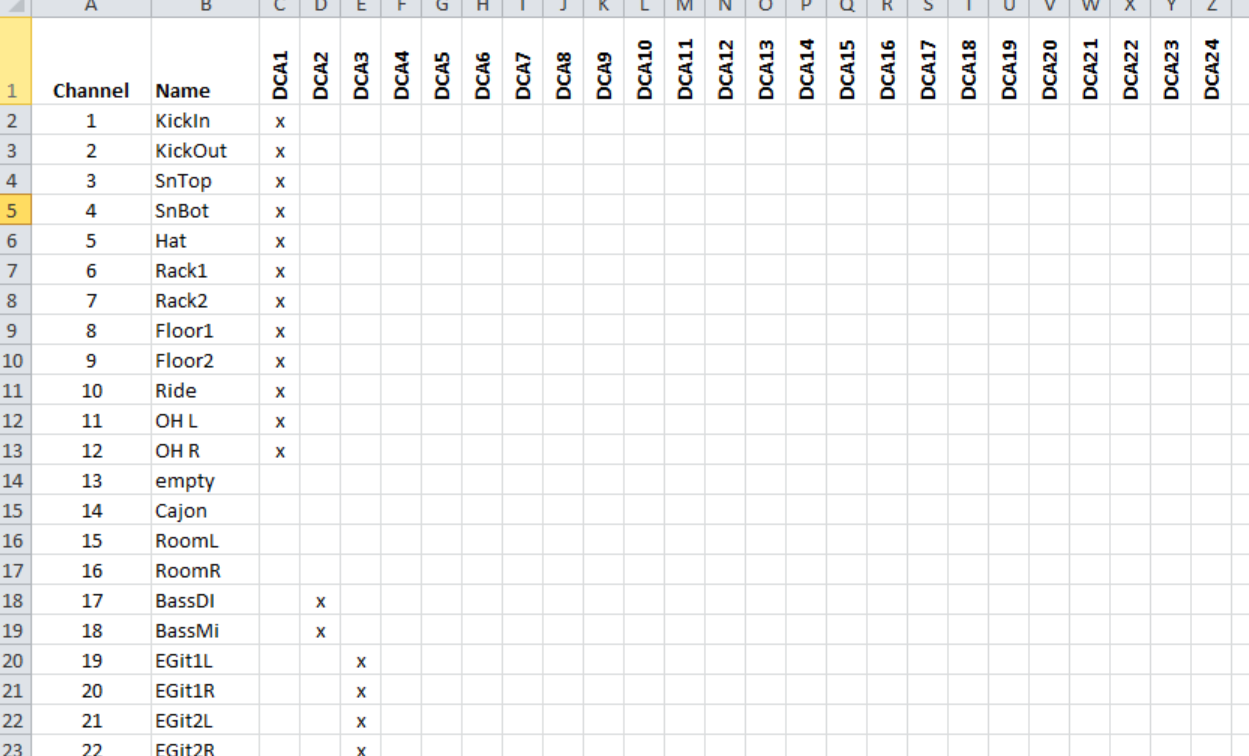 A B C D E F G H I J K L M N O P Q R S T U V W X Y Z
1 Channel Name DCA1 DCA2 DCA3 DCA4 DCA5 DCA6 DCA7 DCA8 DCA9 DCA10 DCA11 DCA12 DCA13 DCA14 DCA15 DCA16 DCA17 DCA18 DCA19 DCA20 DCA21 DCA22 DCA23 DCA24
2 1 KickIn x
3 2 KickOut x
4 3 SnTop x
5 4 SnBot x
6 5 Hat x
7 6 Rack1 x
8 7 Rack2 x
9 8 Floor1 x
10 9 Floor2 x
11 10 Ride x
12 11 OH L x
13 12 OH R x
14 13 empty
15 14 Cajon
16 15 RoomL
17 16 RoomR
18 17 BassDI x
19 18 BassMi x
20 19 EGit1L x
21 20 EGit1R x
22 21 EGit2L x
23 22 EGit2R x